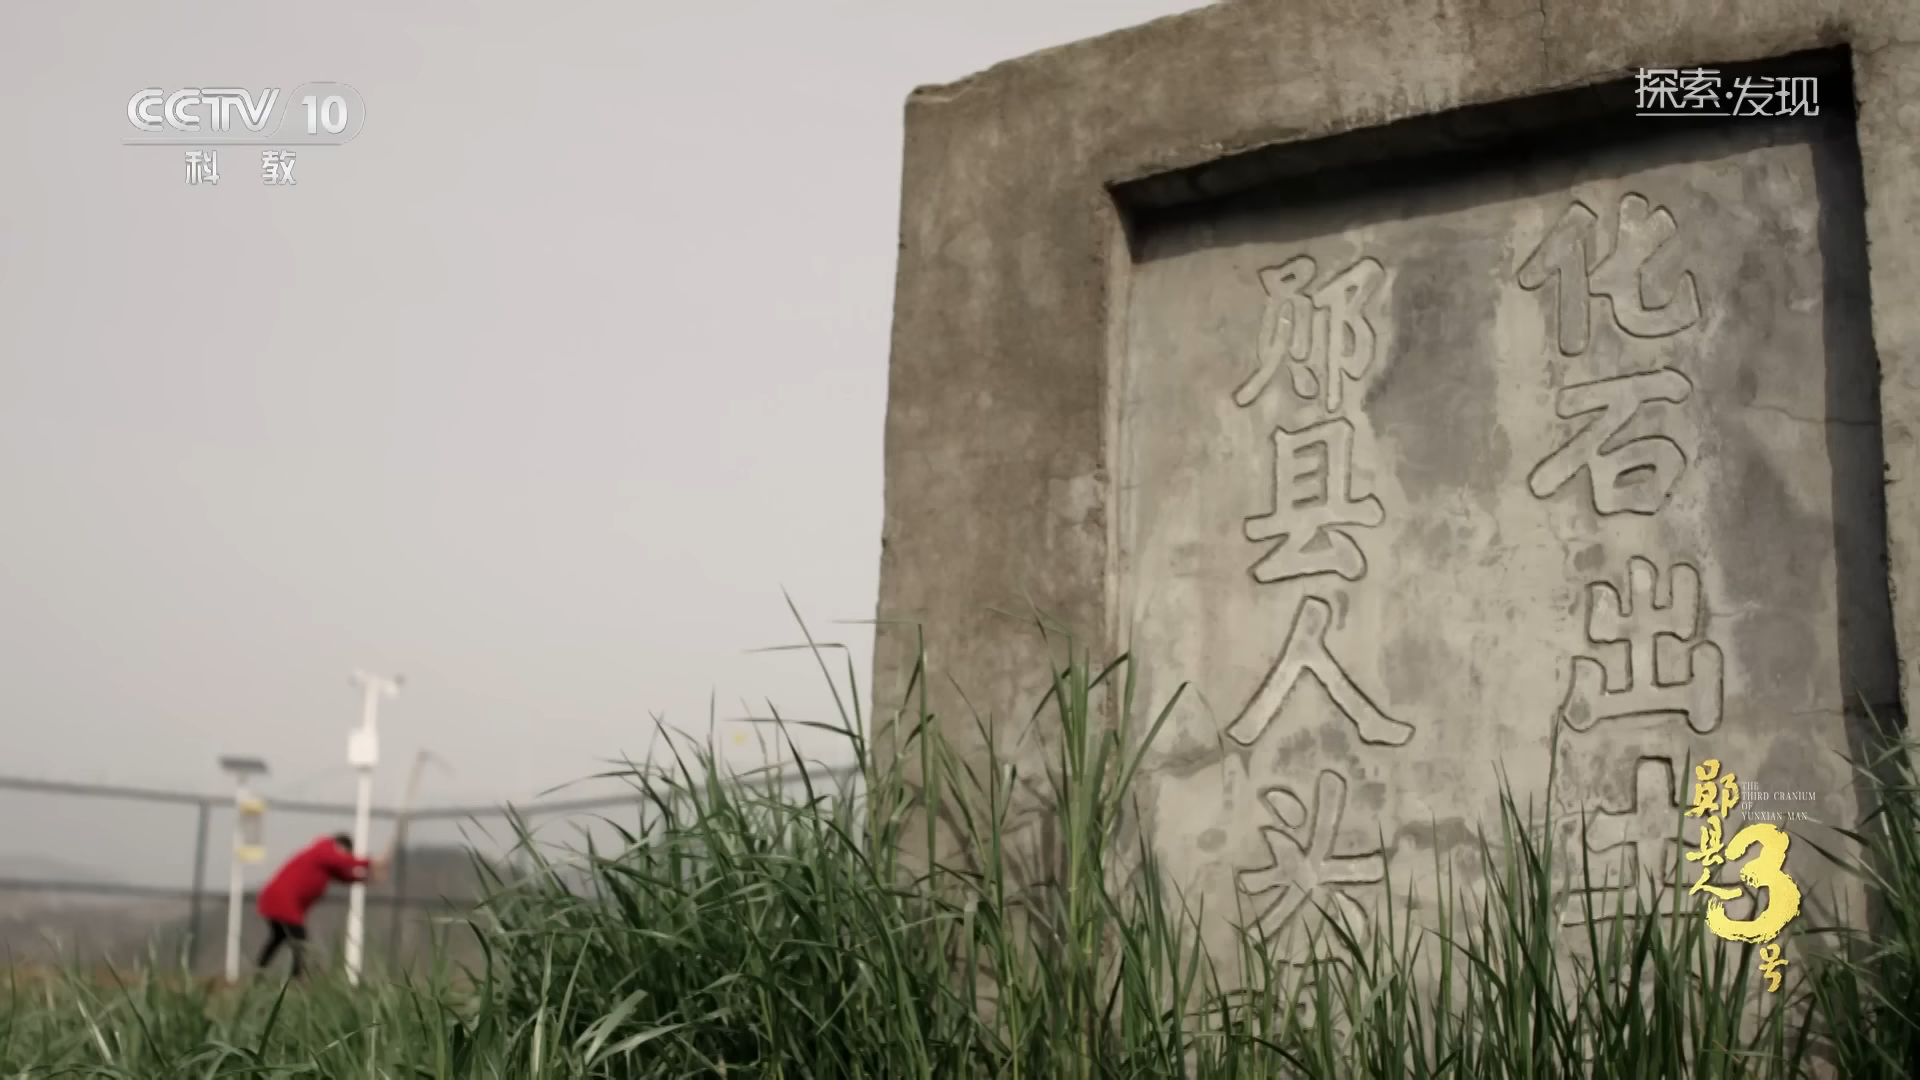 CCTV 10
科教
探索·发现
郧县人头
化石出土
郧县人
3
号
THE
THIRD CRANIUM
OF
YUNXIAN MAN